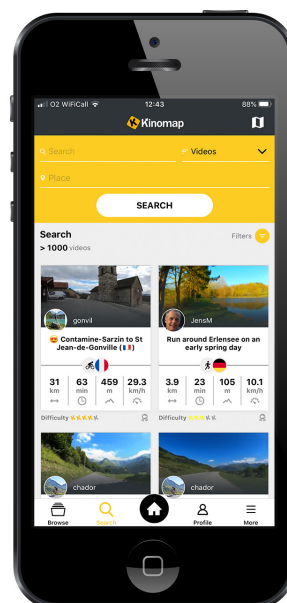 O2 WiFiCall 12:43 88%
Kinomap
Search Videos
Place
SEARCH
Search
> 1000 videos Filters
gonvil
JensM
😍 Contamine-Sarzin to St
Jean-de-Gonville (🇫🇷)
Run around Erlensee on an
early spring day
31 63 459 29.3
km min m km/h
3.9 23 105 10.1
km min m km/h
Difficulty
Difficulty
chador
chador
Browse Search Profile More